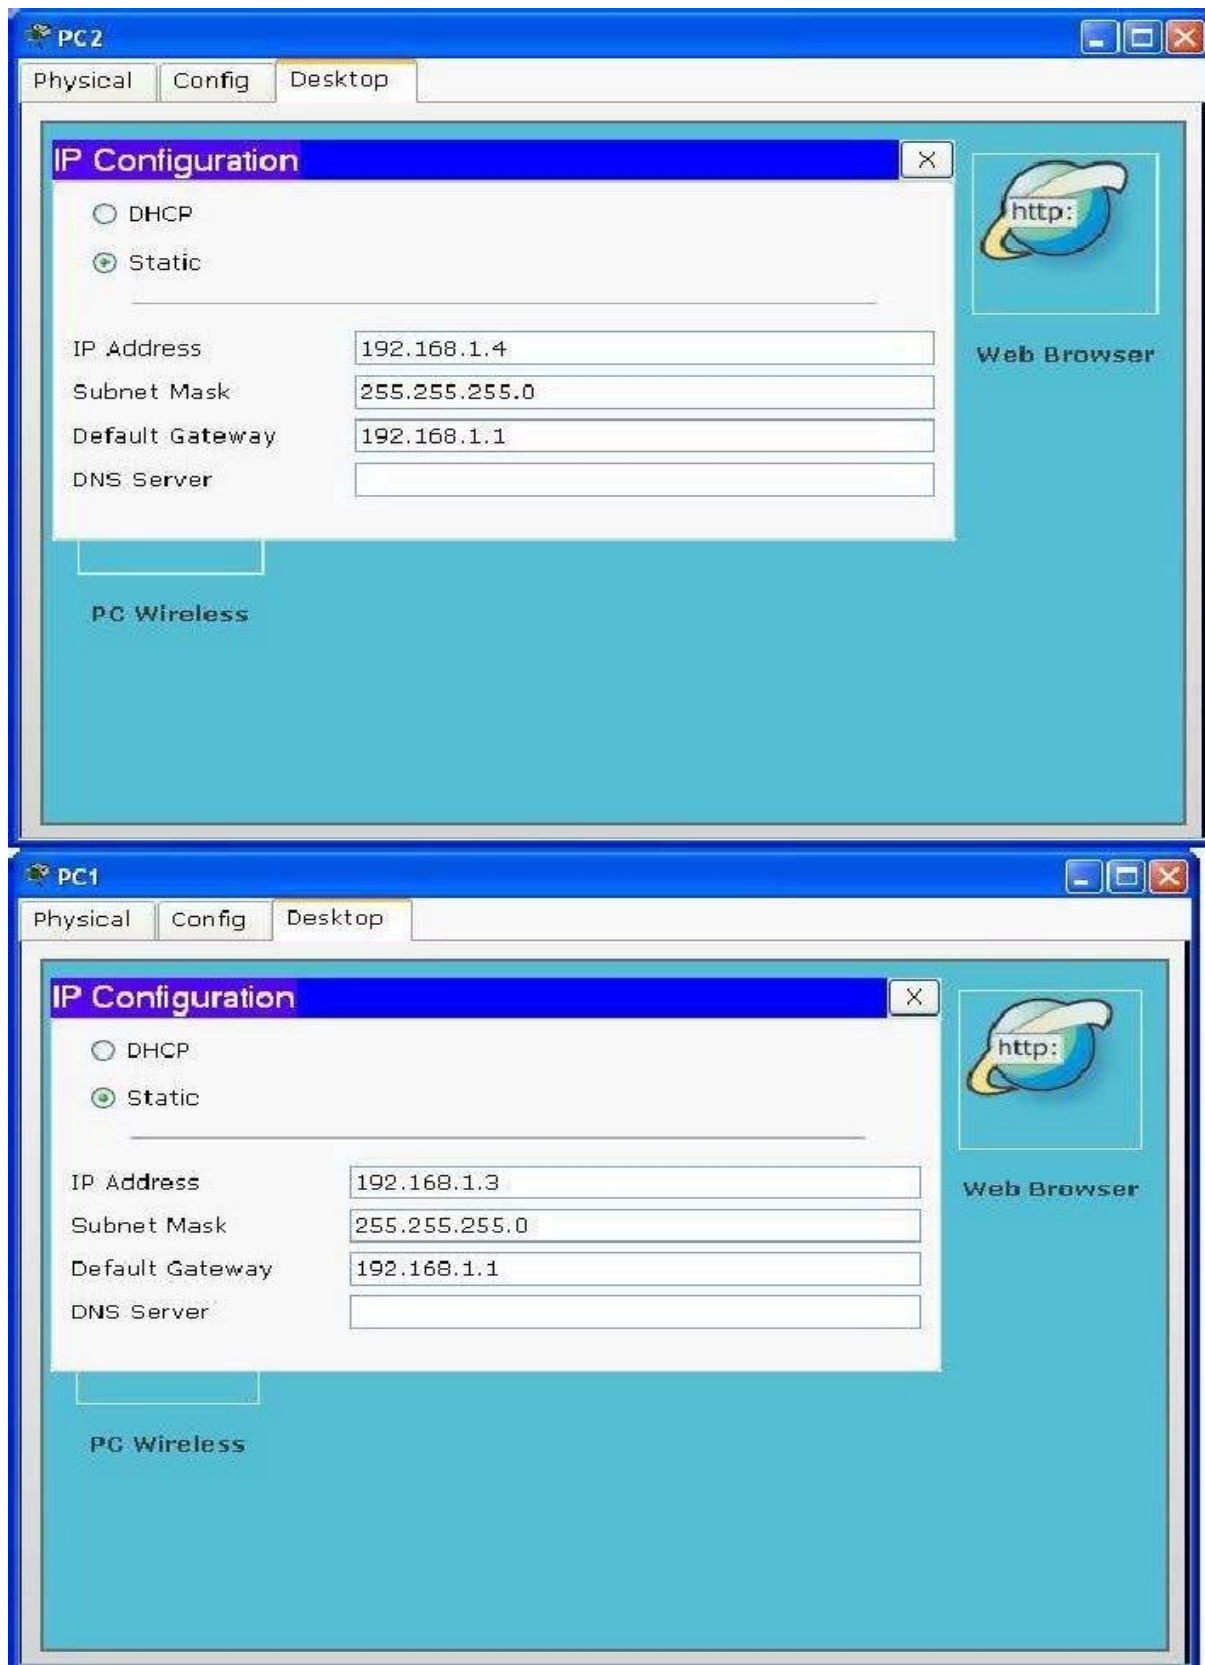 PC2
Physical Config Desktop
IP Configuration X
http:
DHCP
Static
IP Address 192.168.1.4
Web Browser
Subnet Mask 255.255.255.0
Default Gateway 192.168.1.1
DNS Server
PC Wireless
PC1
Physical Config Desktop
IP Configuration X
http:
DHCP
Static
IP Address 192.168.1.3
Web Browser
Subnet Mask 255.255.255.0
Default Gateway 192.168.1.1
DNS Server
PC Wireless